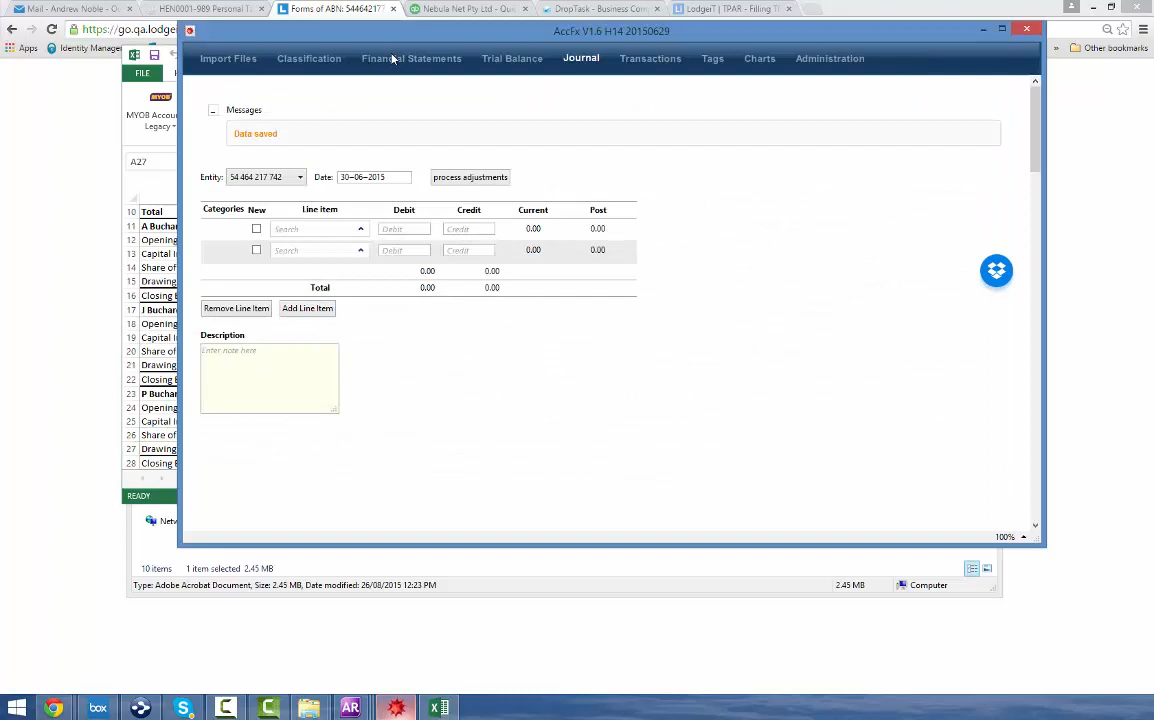 Mail - Andrew Noble - O
HEN0001-989 Personal T
Forms of ABN: 544642177
Nebula Net Pty Ltd - Qu
DropTask - Business Com
LodgeiT | TPAR - Filling T
https://go.qa.lodge
Apps
Identity Manage
Other bookmarks
AccFx V1.6 H14 20150629
FILE
Import Files
Classification
Financial Statements
Trial Balance
Journal
Transactions
Tags
Charts
Administration
MYOB Accou
Legacy
Messages
Data saved
A27
Entity:
54 464 217 742
Date:
30-06-2015
process adjustments
Categories
New
Line item
Debit
Credit
Current
Post
Search
Debit
Credit
0.00
0.00
Search
Debit
Credit
0.00
0.00
0.00
0.00
Total
0.00
0.00
Remove Line Item
Add Line Item
Description
Enter note here
10 Total
11 A Buchar
12 Opening
13 Capital I
14 Share of
15 Drawing
16 Closing E
17 J Buchar
18 Opening
19 Capital I
20 Share of
21 Drawing
22 Closing E
23 P Buchar
24 Opening
25 Capital I
26 Share of
27 Drawing
28 Closing E
READY
100%
Netw
10 items
1 item selected 2.45 MB
Type: Adobe Acrobat Document, Size: 2.45 MB, Date modified: 26/08/2015 12:23 PM
2.45 MB
Computer
box
AR